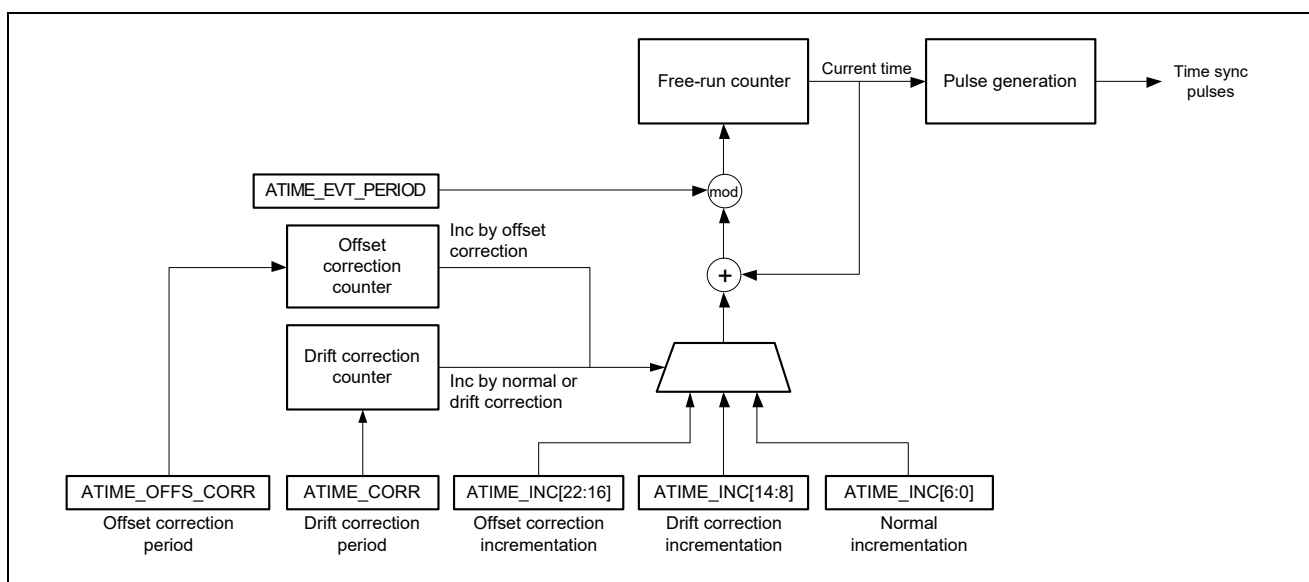 Free-run counter
Current time
Pulse generation
Time sync
pulses
ATIME_EVT_PERIOD
mod
Inc by offset
correction
Offset
correction
counter
+
Drift correction
counter
Inc by normal or
drift correction
ATIME_OFFS_CORR
ATIME_CORR
ATIME_INC[22:16]
ATIME_INC[14:8]
ATIME_INC[6:0]
Offset correction
period
Drift correction
period
Offset correction
incrementation
Drift correction
incrementation
Normal
incrementation